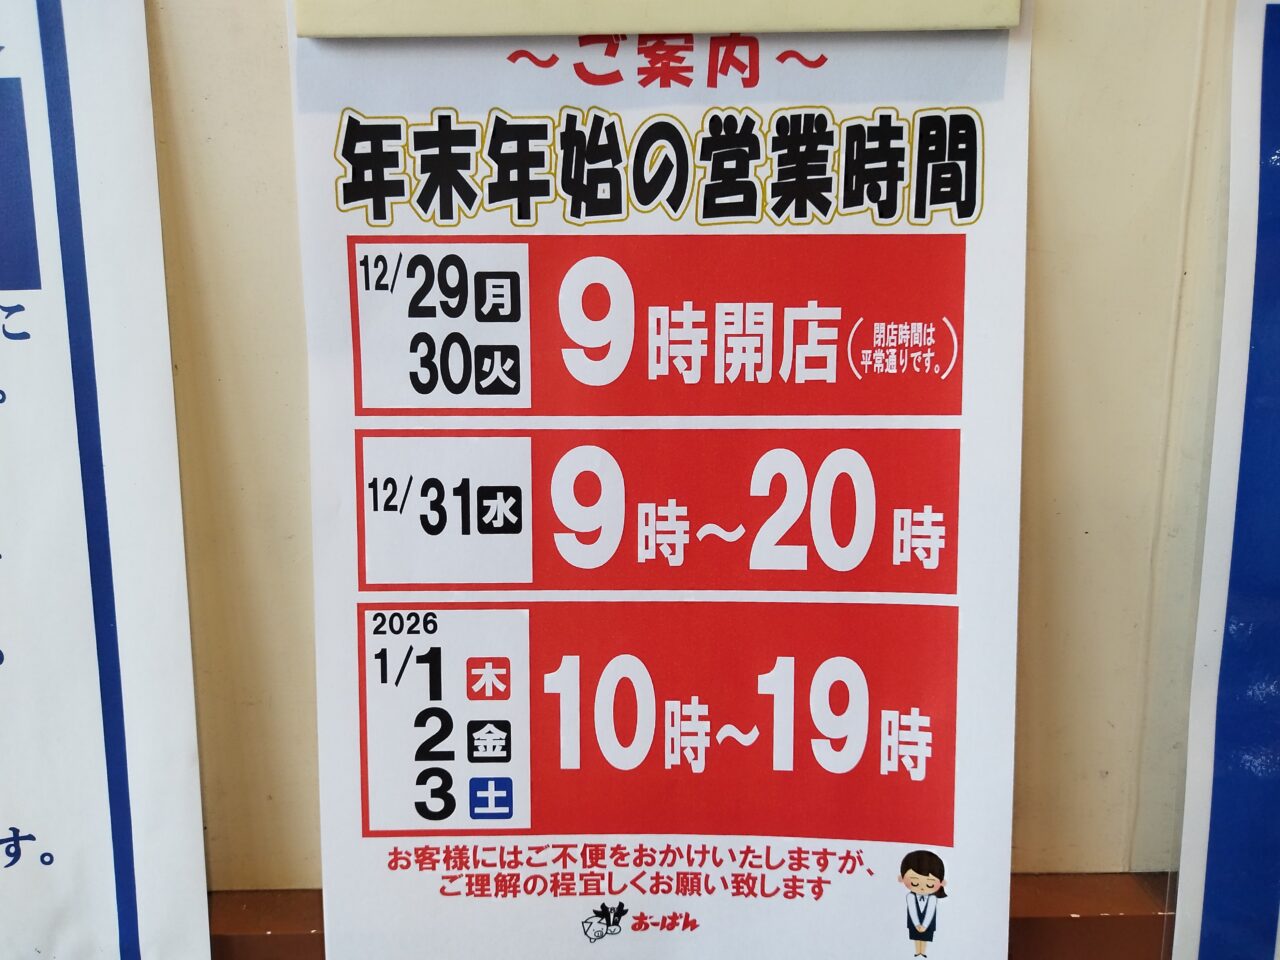 ～ご案内～
年末年始の営業時間
12/29月
30火
9時開店
（閉店時間は
平常通りです。）
12/31水
9時～20時
2026
1/1木
2金
3土
10時～19時
お客様にはご不便をおかけいたしますが、
ご理解の程宜しくお願い致します
おーばん
こ
。
す。